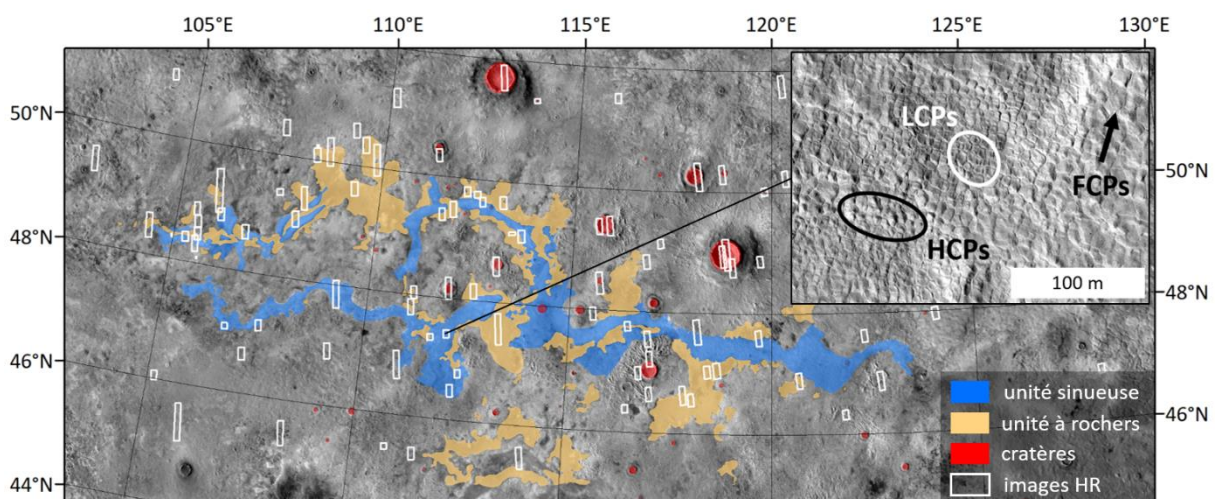 105°E 110°E 115°E 120°E 125°E 130°E
50°N
48°N
46°N
44°N
50°N
48°N
46°N
LCPs
FCPs
HCPs
100 m
unité sinueuse
unité à rochers
cratères
images HR